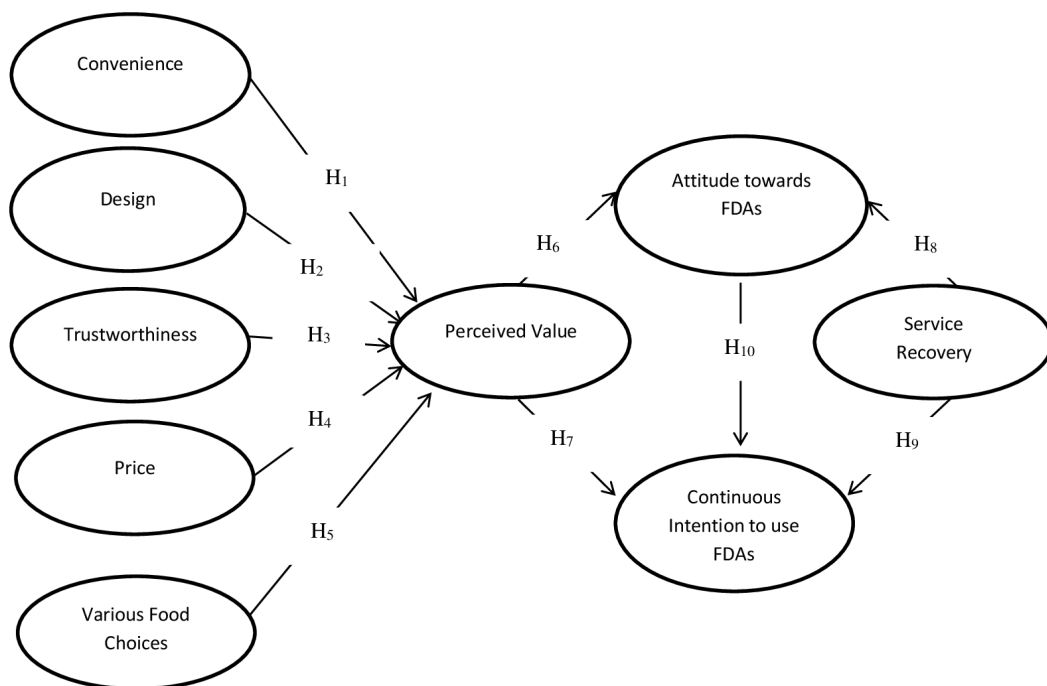 Convenience
H₁
Design
H₂
Trustworthiness
H₃
Price
H₄
Various Food
Choices
H₅
Perceived Value
H₆
H₇
Attitude towards
FDAs
H₁₀
Continuous
Intention to use
FDAs
H₈
Service
Recovery
H₉